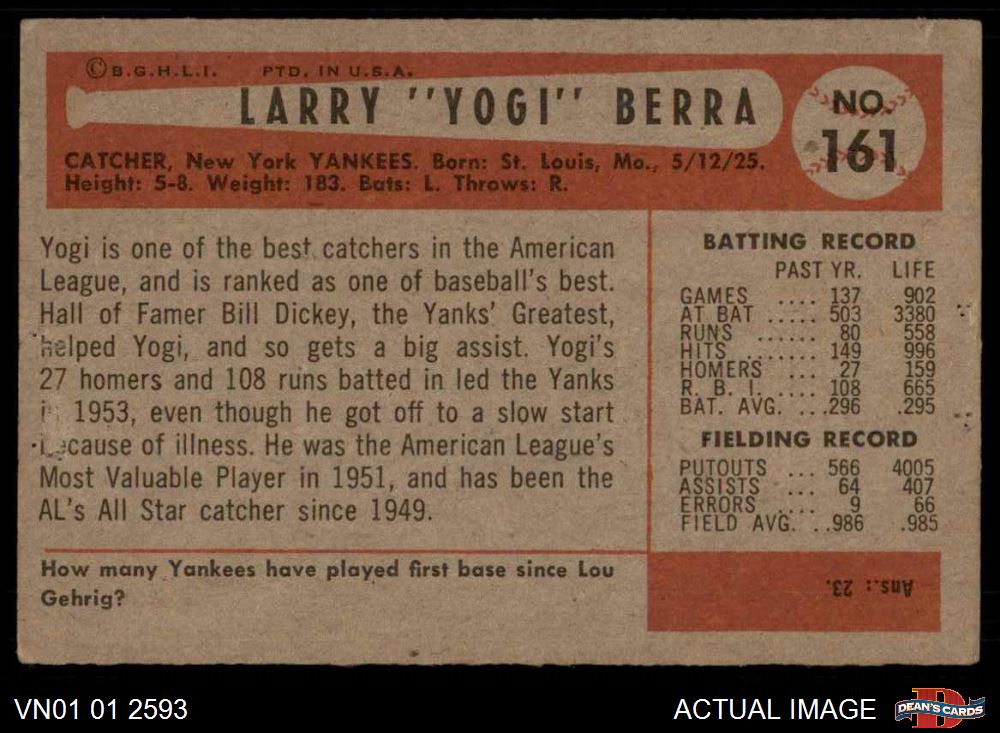 ©B.G.H.L.I. PTD. IN U.S.A.
LARRY "YOGI" BERRA
NO.
161
CATCHER, New York YANKEES. Born: St. Louis, Mo., 5/12/25.
Height: 5-8. Weight: 183. Bats: L. Throws: R.
Yogi is one of the best catchers in the American
League, and is ranked as one of baseball's best.
Hall of Famer Bill Dickey, the Yanks' Greatest,
helped Yogi, and so gets a big assist. Yogi's
27 homers and 108 runs batted in led the Yanks
in 1953, even though he got off to a slow start
because of illness. He was the American League's
Most Valuable Player in 1951, and has been the
AL's All Star catcher since 1949.
How many Yankees have played first base since Lou
Gehrig?
BATTING RECORD
PAST YR. LIFE
GAMES .... 137 902
AT BAT ..... 503 3380
RUNS ..... 80 558
HITS ....... 149 996
HOMERS ... 27 159
R. B. I. .... 108 665
BAT. AVG. ...296 .295
FIELDING RECORD
PUTOUTS ... 566 4005
ASSISTS ... 64 407
ERRORS .... 9 66
FIELD AVG. ..986 .985
Ans.: 23.
VN01 01 2593
ACTUAL IMAGE
D
DEAN'S CARDS